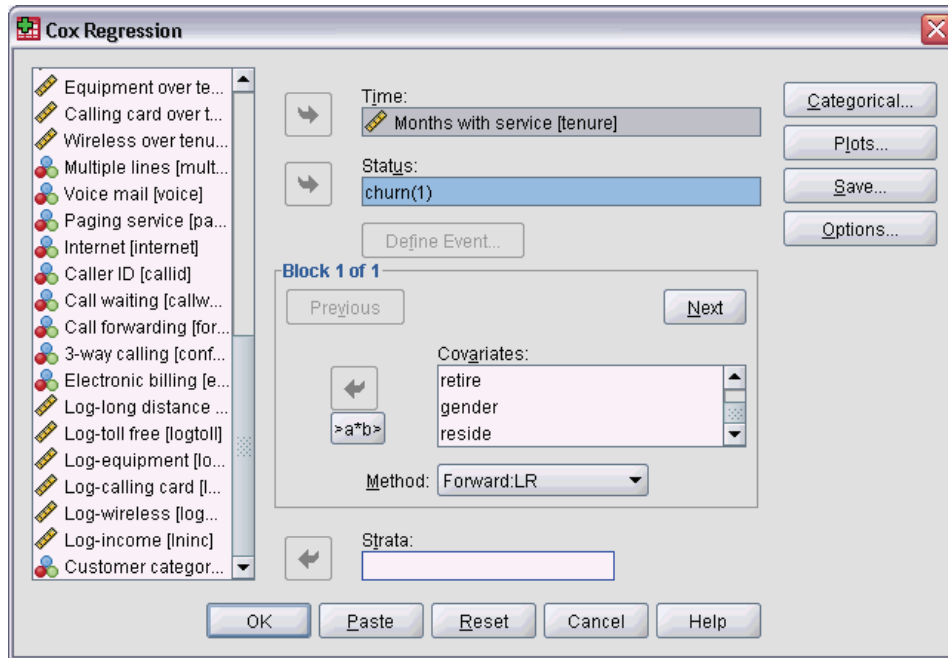 Cox Regression
Equipment over te...
Calling card over t...
Wireless over tenu...
Multiple lines [mult...
Voice mail [voice]
Paging service [pa...
Internet [internet]
Caller ID [callid]
Call waiting [callw...
Call forwarding [for...
3-way calling [conf...
Electronic billing [e...
Log-long distance ...
Log-toll free [logtoll]
Log-equipment [lo...
Log-calling card [l...
Log-wireless [log...
Log-income [lninc]
Customer categor...
Time:
Months with service [tenure]
Status:
churn(1)
Define Event...
Block 1 of 1
Previous
Next
Covariates:
retire
gender
reside
>a*b>
Method: Forward:LR
Strata:
Categorical...
Plots...
Save...
Options...
OK
Paste
Reset
Cancel
Help